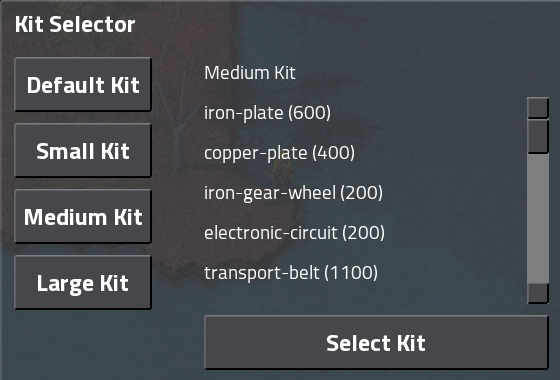 Kit Selector
Default Kit
Small Kit
Medium Kit
Large Kit
Medium Kit
iron-plate (600)
copper-plate (400)
iron-gear-wheel (200)
electronic-circuit (200)
transport-belt (1100)
Select Kit